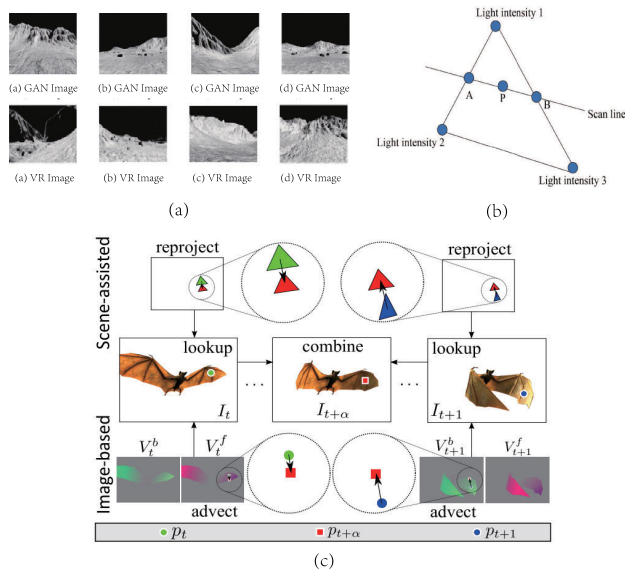 (a) GAN Image (b) GAN Image (c) GAN Image (d) GAN Image
(a) VR Image (b) VR Image (c) VR Image (d) VR Image
(a)
Light intensity 1
A
P
B
Scan line
Light intensity 2
Light intensity 3
(b)
Scene-assisted
reproject
reproject
lookup
combine
lookup
I_t
. . .
I_{t+α}
. . .
I_{t+1}
Image-based
V_t^b
V_t^f
V_{t+1}^b
V_{t+1}^f
advect
advect
p_t
p_{t+α}
p_{t+1}
(c)